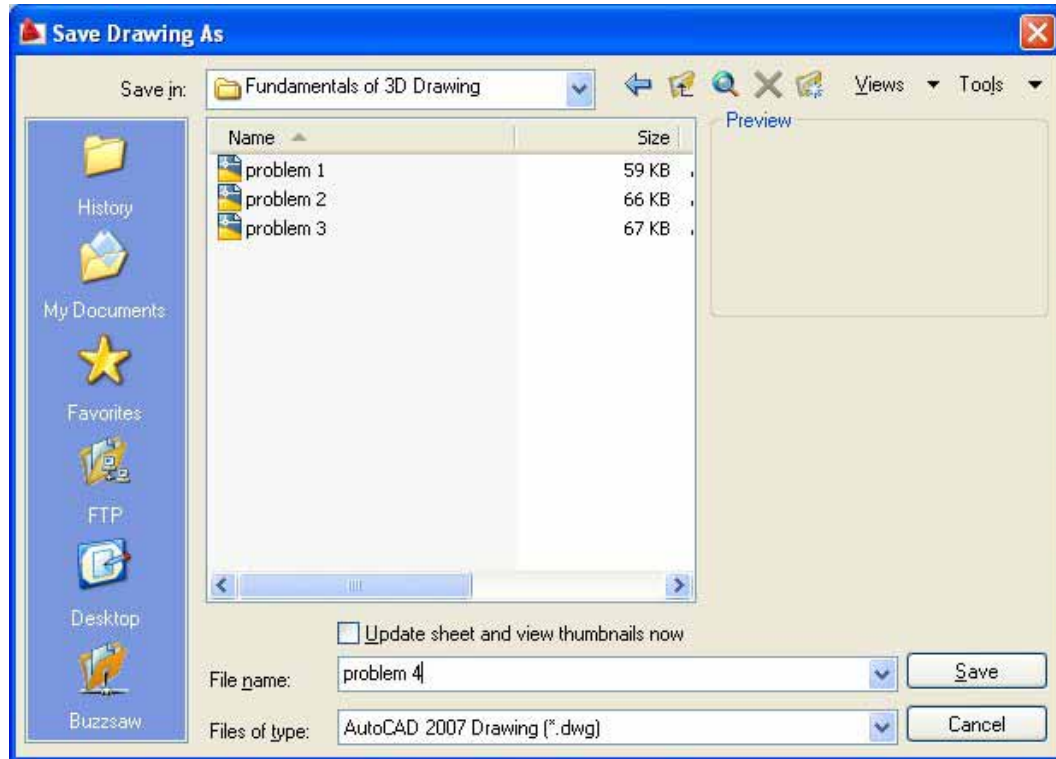 Save Drawing As
Save in: Fundamentals of 3D Drawing Views Tools
Name Size
Preview
problem 1 59 KB
problem 2 66 KB
problem 3 67 KB
History
My Documents
Favorites
FTP
Desktop
Buzzsaw
Update sheet and view thumbnails now
File name: problem 4 Save
Files of type: AutoCAD 2007 Drawing (*.dwg) Cancel